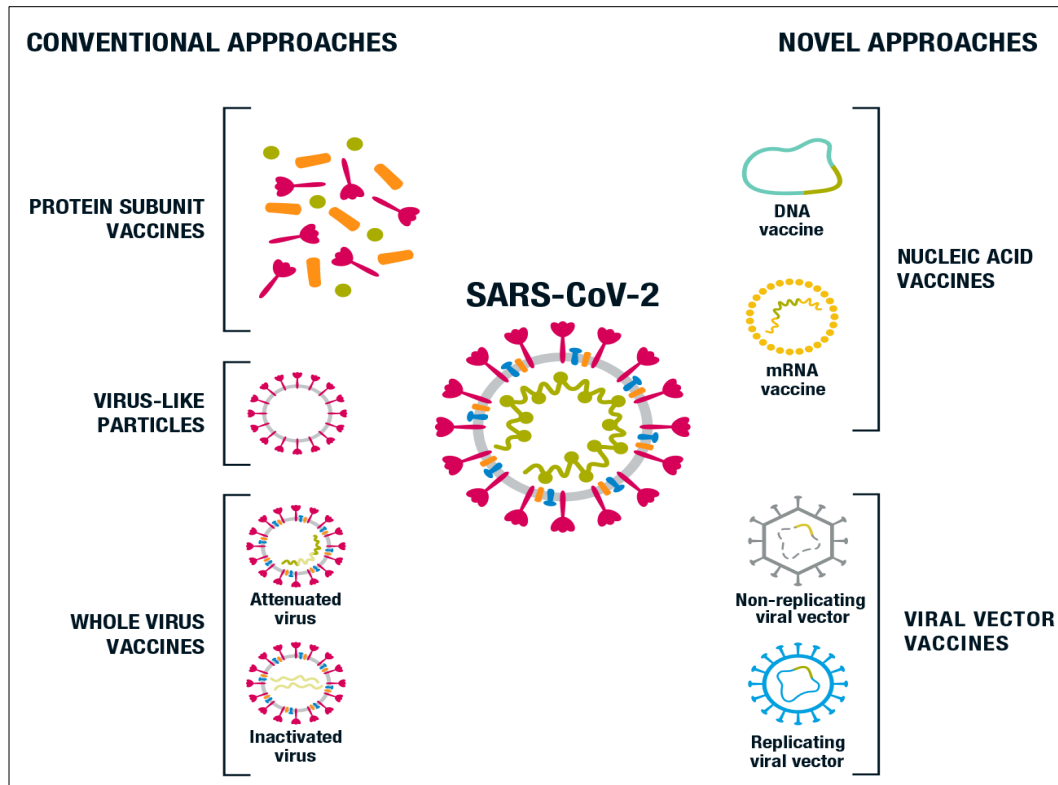 CONVENTIONAL APPROACHES
NOVEL APPROACHES
PROTEIN SUBUNIT
VACCINES
VIRUS-LIKE
PARTICLES
WHOLE VIRUS
VACCINES
Attenuated
virus
Inactivated
virus
SARS-CoV-2
DNA
vaccine
mRNA
vaccine
NUCLEIC ACID
VACCINES
Non-replicating
viral vector
Replicating
viral vector
VIRAL VECTOR
VACCINES